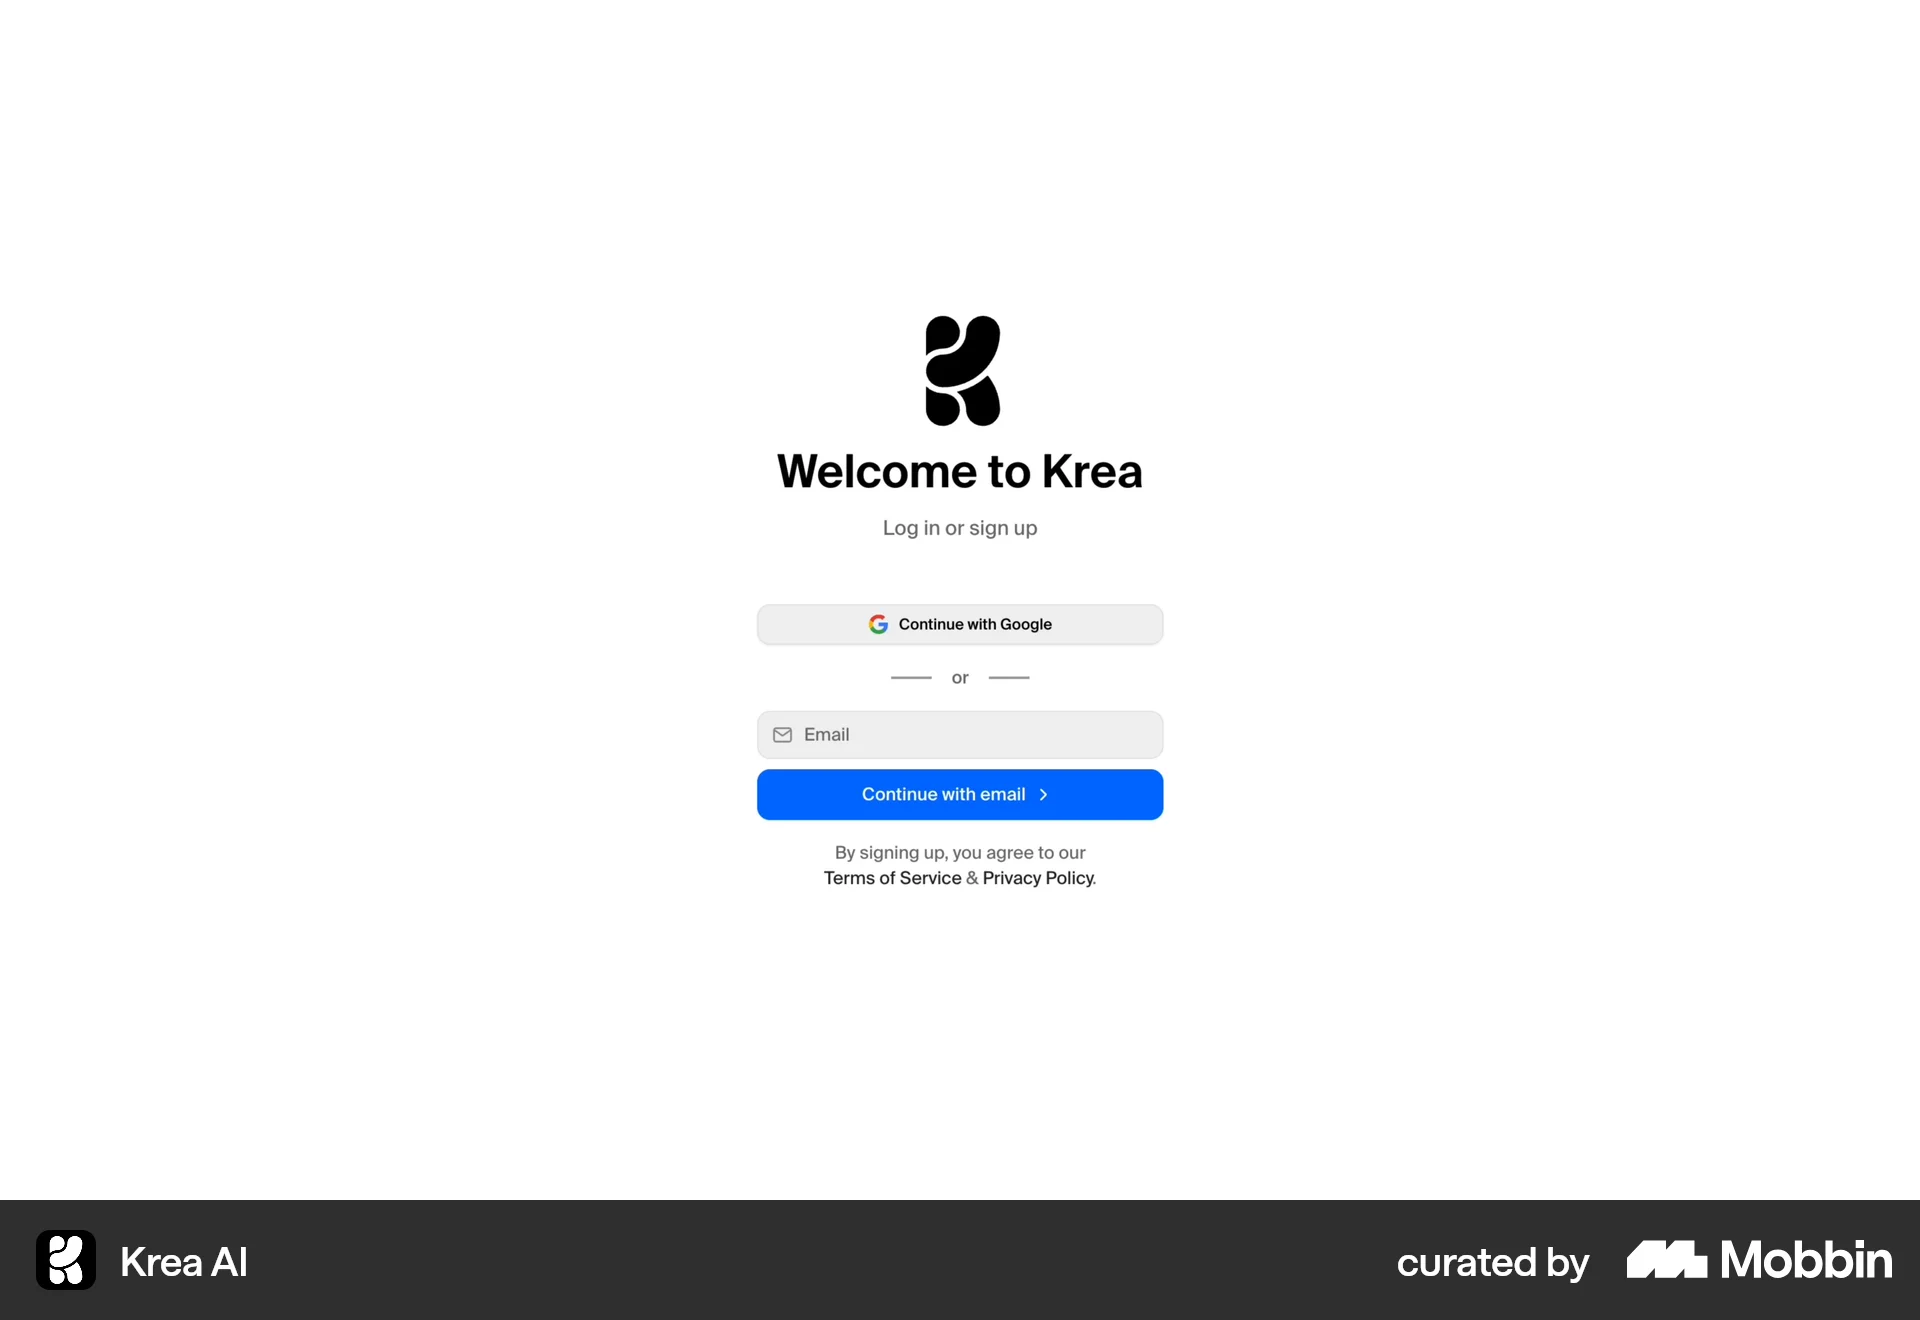 Welcome to Krea
Log in or sign up
Continue with Google
or
Email
Continue with email
By signing up, you agree to our
Terms of Service & Privacy Policy.
Krea AI
curated by Mobbin